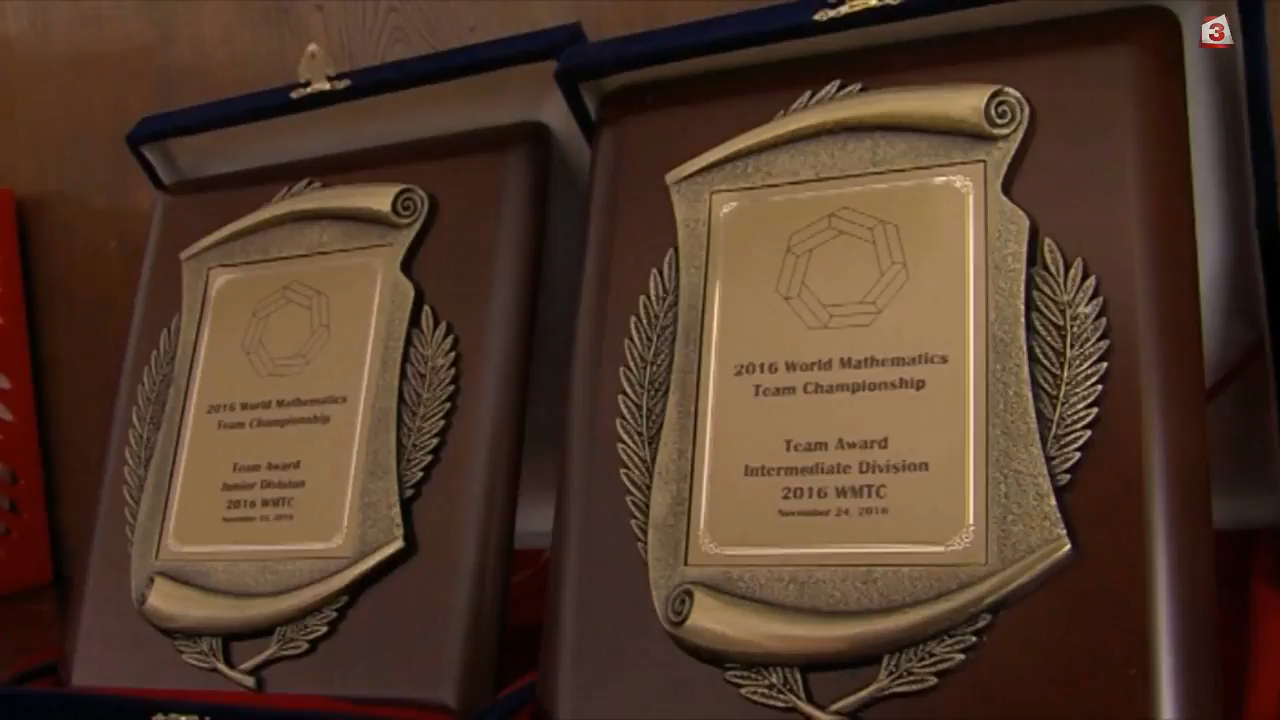 3
2016 World Mathematics
Team Championship
Team Award
Junior Division
2016 WMTC
2016 World Mathematics
Team Championship
Team Award
Intermediate Division
2016 WMTC
November 24, 2016